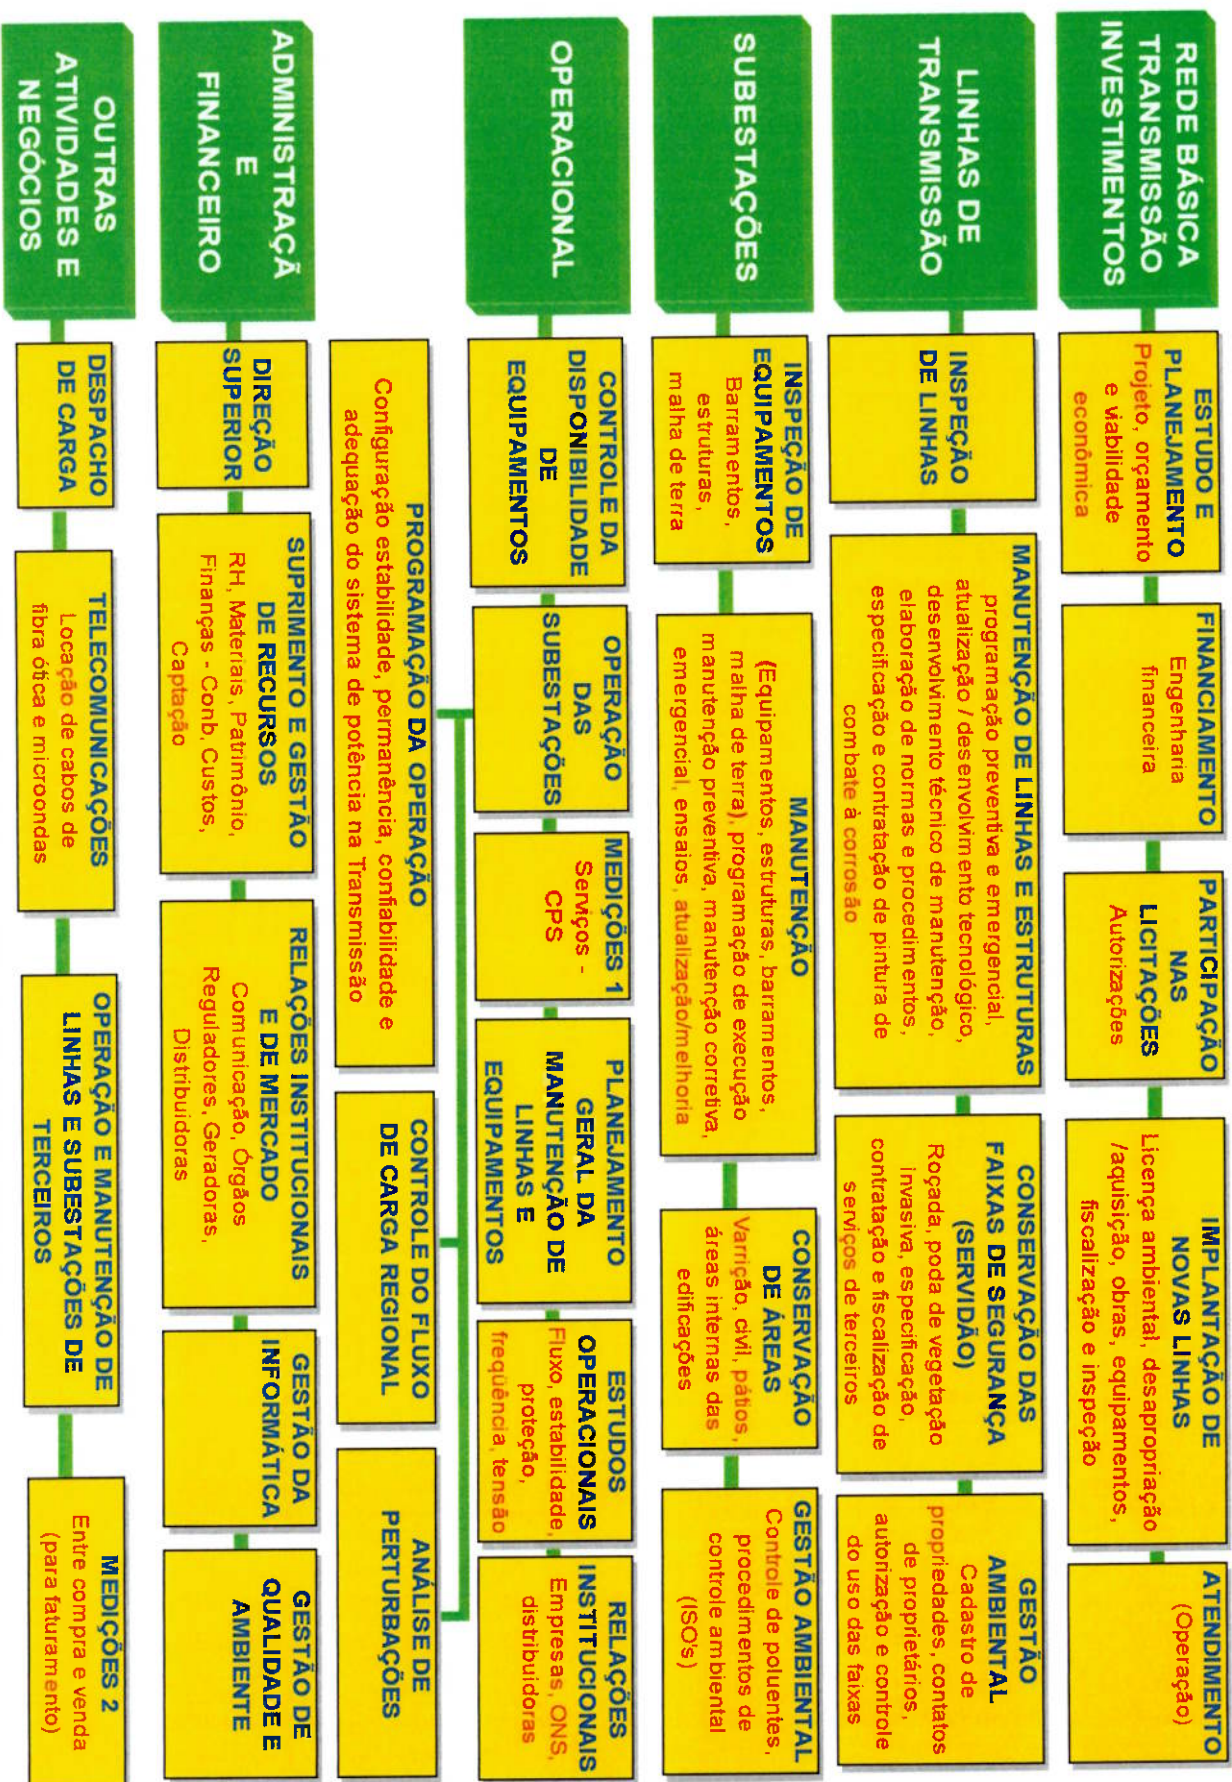 REDE BÁSICA
TRANSMISSÃO
INVESTIMENTOS
ESTUDO E
PLANEJAMENTO
Projeto, orçamento
e viabilidade
econômica
FINANCIAMENTO
Engenharia
financeira
PARTICIPAÇÃO
NAS
LICITAÇÕES
Autorizações
IMPLANTAÇÃO DE
NOVAS LINHAS
Licença ambiental, desapropriação
/aquisição, obras, equipamentos,
fiscalização e inspeção
ATENDIMENTO
(Operação)
LINHAS DE
TRANSMISSÃO
INSPEÇÃO
DE LINHAS
MANUTENÇÃO DE LINHAS E ESTRUTURAS
programação preventiva e emergencial,
atualização / desenvolvimento tecnológico,
desenvolvimento técnico de manutenção,
elaboração de normas e procedimentos,
especificação e contratação de pintura de
combate à corrosão
CONSERVAÇÃO DAS
FAIXAS DE SEGURANÇA
(SERVIDÃO)
Roçada, poda de vegetação
invasiva, especificação,
contratação e fiscalização de
serviços de terceiros
GESTÃO
AMBIENTAL
Cadastro de
propriedades, contatos
de proprietários,
autorização e controle
do uso das faixas
SUBESTAÇÕES
INSPEÇÃO DE
EQUIPAMENTOS
Barramentos,
estruturas,
malha de terra
MANUTENÇÃO
(Equipamentos, estruturas, barramentos,
malha de terra), programação de execução
manutenção preventiva, manutenção corretiva,
emergencial, ensaios, atualização/melhoria
CONSERVAÇÃO
DE ÁREAS
Varrição, civil, pátios,
áreas internas das
edificações
GESTÃO AMBIENTAL
Controle de poluentes,
procedimentos de
controle ambiental
(ISO's)
OPERACIONAL
CONTROLE DA
DISPONIBILIDADE
DE
EQUIPAMENTOS
OPERAÇÃO
DAS
SUBESTAÇÕES
MEDIÇÕES 1
Serviços -
CPS
PLANEJAMENTO
GERAL DA
MANUTENÇÃO DE
LINHAS E
EQUIPAMENTOS
ESTUDOS
OPERACIONAIS
Fluxo, estabilidade,
proteção,
freqüência, tensão
RELAÇÕES
INSTITUCIONAIS
Empresas, ONS,
distribuidoras
PROGRAMAÇÃO DA OPERAÇÃO
Configuração estabilidade, permanência, confiabilidade e
adequação do sistema de potência na Transmissão
CONTROLE DO FLUXO
DE CARGA REGIONAL
ANÁLISE DE
PERTURBAÇÕES
ADMINISTRAÇÃ
E
FINANCEIRO
DIREÇÃO
SUPERIOR
SUPRIMENTO E GESTÃO
DE RECURSOS
RH, Materiais, Patrimônio,
Finanças - Conb, Custos,
Captação
RELAÇÕES INSTITUCIONAIS
E DE MERCADO
Comunicação, Órgãos
Reguladores, Geradoras,
Distribuidoras
GESTÃO DA
INFORMÁTICA
GESTÃO DE
QUALIDADE E
AMBIENTE
OUTRAS
ATIVIDADES E
NEGÓCIOS
DESPACHO
DE CARGA
TELECOMUNICAÇÕES
Locação de cabos de
fibra ótica e microondas
OPERAÇÃO E MANUTENÇÃO DE
LINHAS E SUBESTAÇÕES DE
TERCEIROS
MEDIÇÕES 2
Entre compra e venda
(para faturamento)